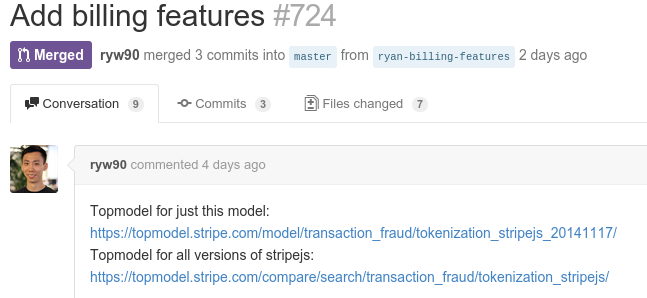 Add billing features #724
Merged ryw90 merged 3 commits into master from ryan-billing-features 2 days ago
Conversation 9 Commits 3 Files changed 7
ryw90 commented 4 days ago
Topmodel for just this model:
https://topmodel.stripe.com/model/transaction_fraud/tokenization_stripejs_20141117/
Topmodel for all versions of stripejs:
https://topmodel.stripe.com/compare/search/transaction_fraud/tokenization_stripejs/